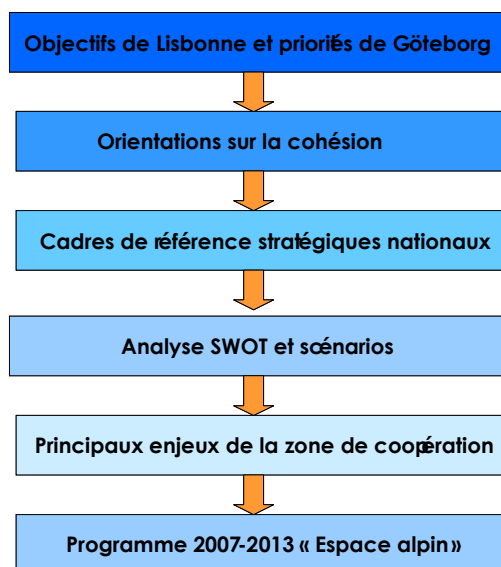 Objectifs de Lisbonne et priorités de Göteborg
Orientations sur la cohésion
Cadres de référence stratégiques nationaux
Analyse SWOT et scénarios
Principaux enjeux de la zone de coopération
Programme 2007-2013 « Espace alpin »